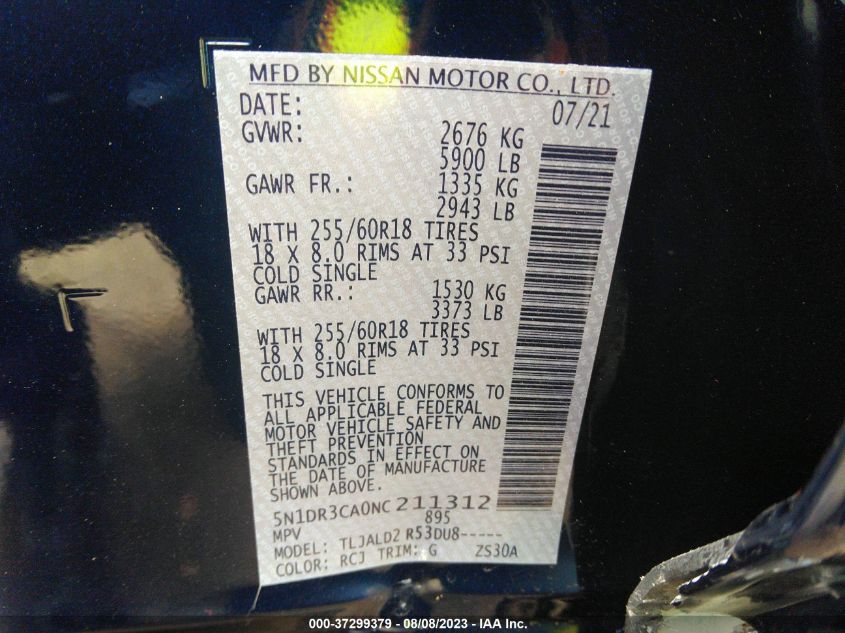 MFD BY NISSAN MOTOR CO., LTD.
DATE: 07/21
GVWR: 2676 KG
5900 LB
GAWR FR.: 1335 KG
2943 LB
WITH 255/60R18 TIRES
18 X 8.0 RIMS AT 33 PSI
COLD SINGLE
GAWR RR.: 1530 KG
3373 LB
WITH 255/60R18 TIRES
18 X 8.0 RIMS AT 33 PSI
COLD SINGLE
THIS VEHICLE CONFORMS TO
ALL APPLICABLE FEDERAL
MOTOR VEHICLE SAFETY AND
THEFT PREVENTION
STANDARDS IN EFFECT ON
THE DATE OF MANUFACTURE
SHOWN ABOVE.
5N1DR3CA0NC211312
MPV 895
MODEL: TLJALD2 R53DU8-----
COLOR: RCJ TRIM: G ZS30A
000-37299379 - 08/08/2023 - IAA Inc.